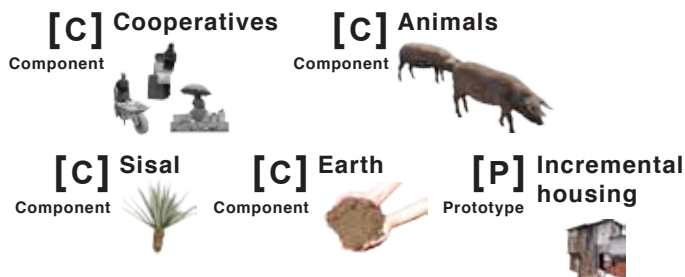 [C] Cooperatives
Component
[C] Animals
Component
[C] Sisal
Component
[C] Earth
Component
[P] Incremental
housing
Prototype